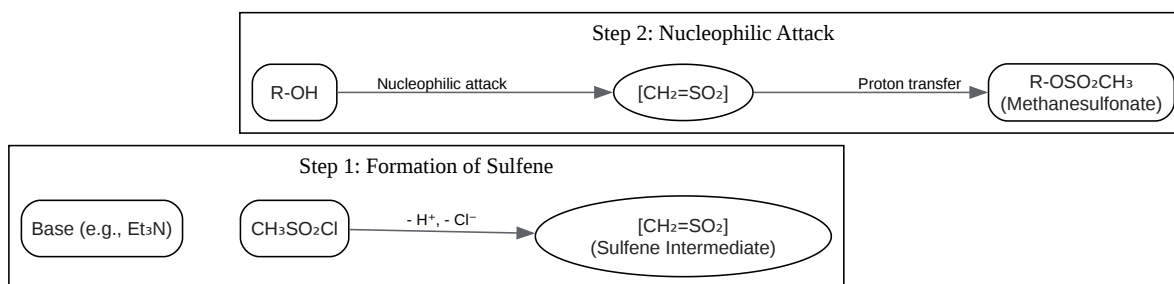 Step 2: Nucleophilic Attack
R-OH
Nucleophilic attack
[CH₂=SO₂]
Proton transfer
R-OSO₂CH₃
(Methanesulfonate)
Step 1: Formation of Sulfene
Base (e.g., Et₃N)
CH₃SO₂Cl
- H⁺, - Cl⁻
[CH₂=SO₂]
(Sulfene Intermediate)